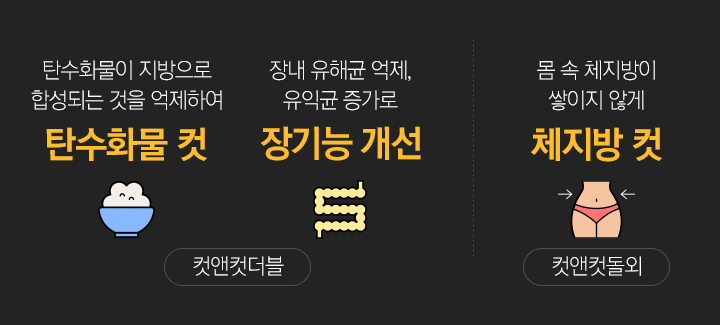 탄수화물이 지방으로
합성되는 것을 억제하여
탄수화물 컷
장내 유해균 억제,
유익균 증가로
장기능 개선
컷앤컷더블
몸 속 체지방이
쌓이지 않게
체지방 컷
컷앤컷돌외